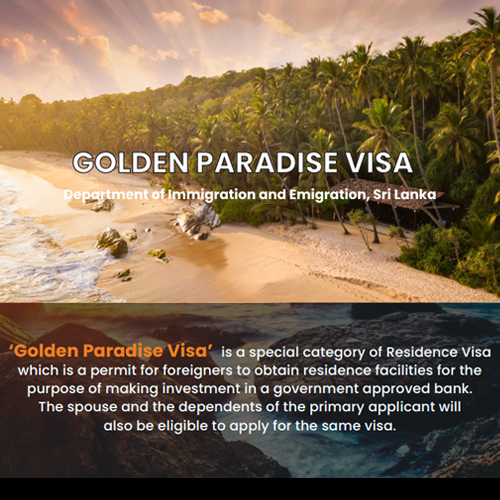 GOLDEN PARADISE VISA
Department of Immigration and Emigration, Sri Lanka
‘Golden Paradise Visa’ is a special category of Residence Visa
which is a permit for foreigners to obtain residence facilities for the
purpose of making investment in a government approved bank.
The spouse and the dependents of the primary applicant will
also be eligible to apply for the same visa.